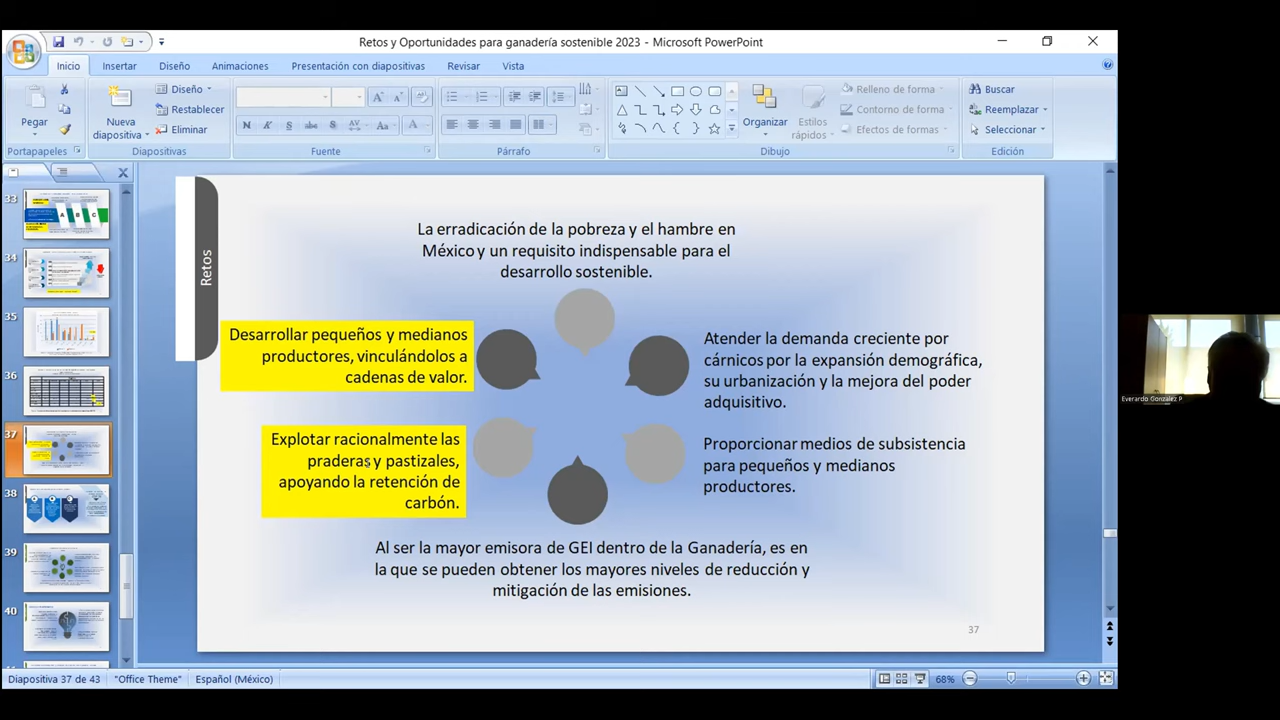 Retos y Oportunidades para ganadería sostenible 2023 - Microsoft PowerPoint
Inicio
Insertar
Diseño
Animaciones
Presentación con diapositivas
Revisar
Vista
Pegar
Portapapeles
Nueva
diapositiva
Diseño
Restablecer
Eliminar
Diapositivas
Fuente
Párrafo
Organizar
Estilos
rápidos
Relleno de forma
Contorno de forma
Efectos de formas
Dibujo
Buscar
Reemplazar
Seleccionar
Edición
33
A B C
34
35
36
37
38
39
40
Retos
La erradicación de la pobreza y el hambre en
México y un requisito indispensable para el
desarrollo sostenible.
Desarrollar pequeños y medianos
productores, vinculándolos a
cadenas de valor.
Atender la demanda creciente por
cárnicos por la expansión demográfica,
su urbanización y la mejora del poder
adquisitivo.
Explotar racionalmente las
praderas y pastizales,
apoyando la retención de
carbón.
Proporcionar medios de subsistencia
para pequeños y medianos
productores.
Al ser la mayor emisora de GEI dentro de la Ganadería, es en
la que se pueden obtener los mayores niveles de reducción y
mitigación de las emisiones.
37
Everardo Gonzalez P
Diapositiva 37 de 43
"Office Theme"
Español (México)
68%